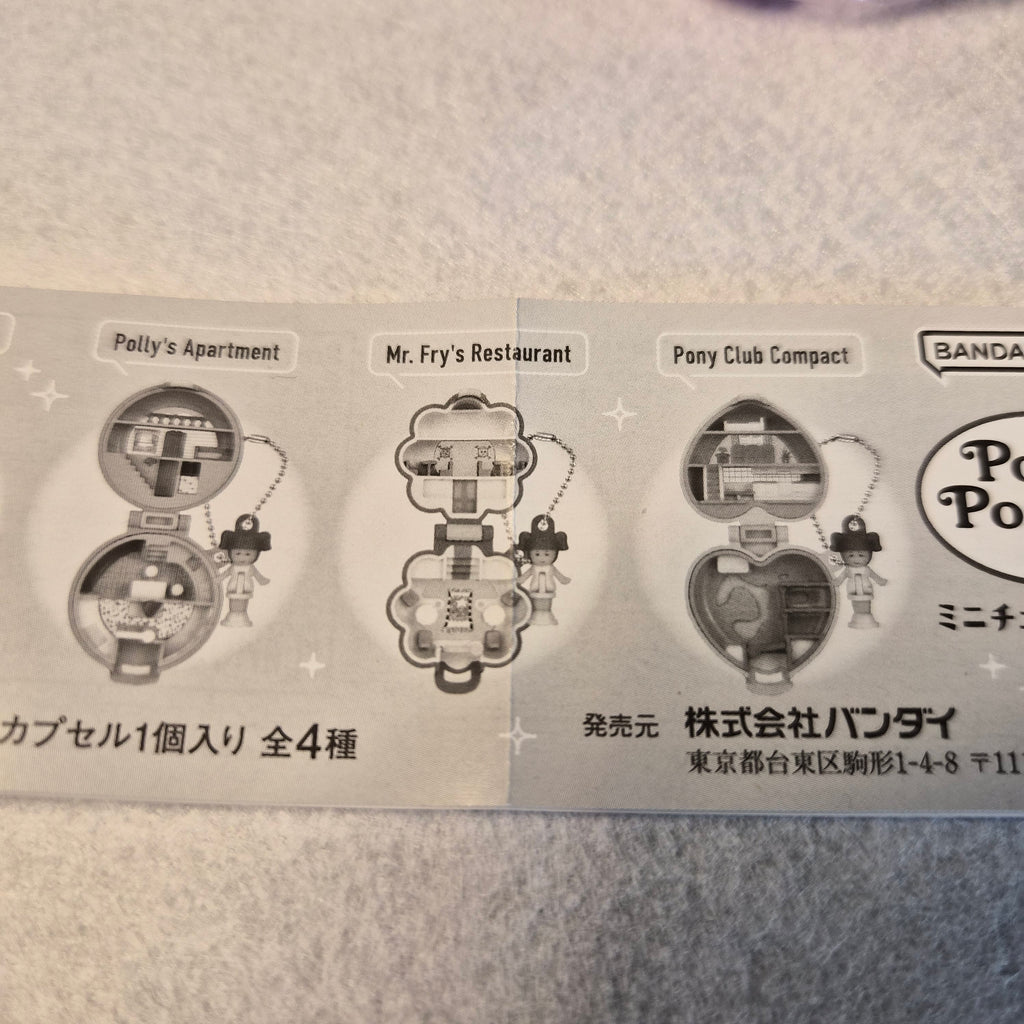 Polly's Apartment
Mr. Fry's Restaurant
Pony Club Compact
BANDA
Po
Po
ミニチ
カプセル1個入り 全4種
発売元 株式会社バンダイ
東京都台東区駒形1-4-8 〒11